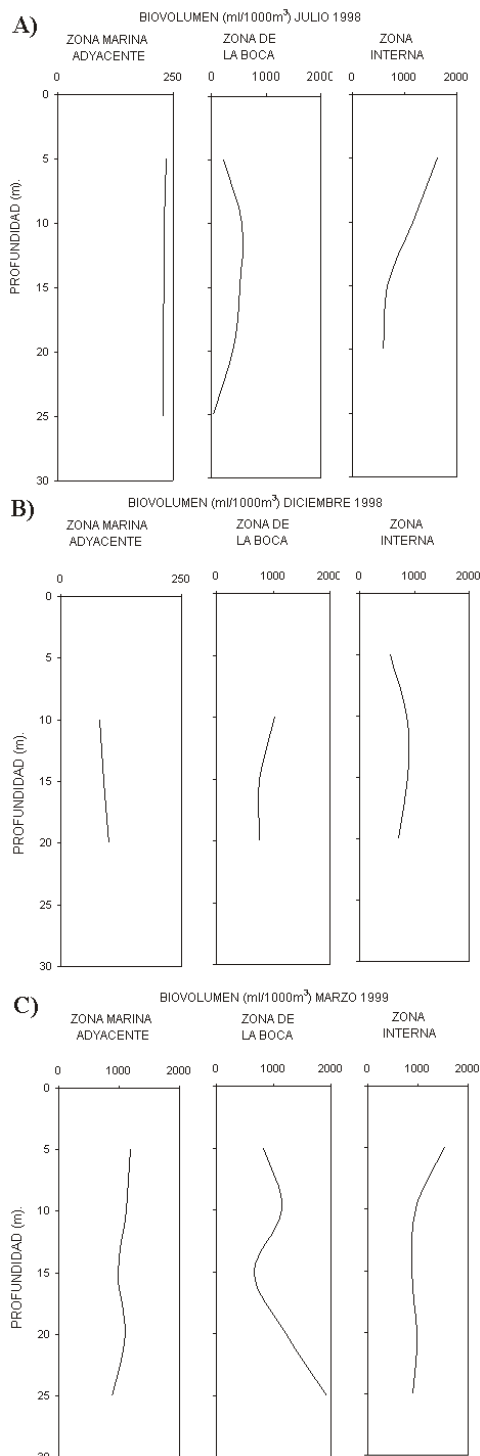 A)
BIOVOLUMEN (ml/1000m³) JULIO 1998
ZONA MARINA ADYACENTE
ZONA DE LA BOCA
ZONA INTERNA
0 250
0 1000 2000
0 1000 2000
PROFUNDIDAD (m).
0
5
10
15
20
25
30
B)
BIOVOLUMEN (ml/1000m³) DICIEMBRE 1998
ZONA MARINA ADYACENTE
ZONA DE LA BOCA
ZONA INTERNA
0 250
0 1000 200
0 1000 2000
PROFUNDIDAD (m).
0
5
10
15
20
25
30
C)
BIOVOLUMEN (ml/1000m³) MARZO 1999
ZONA MARINA ADYACENTE
ZONA DE LA BOCA
ZONA INTERNA
0 1000 2000
0 1000 2000
0 1000 2000
PROFUNDIDAD (m).
0
5
10
15
20
25
30